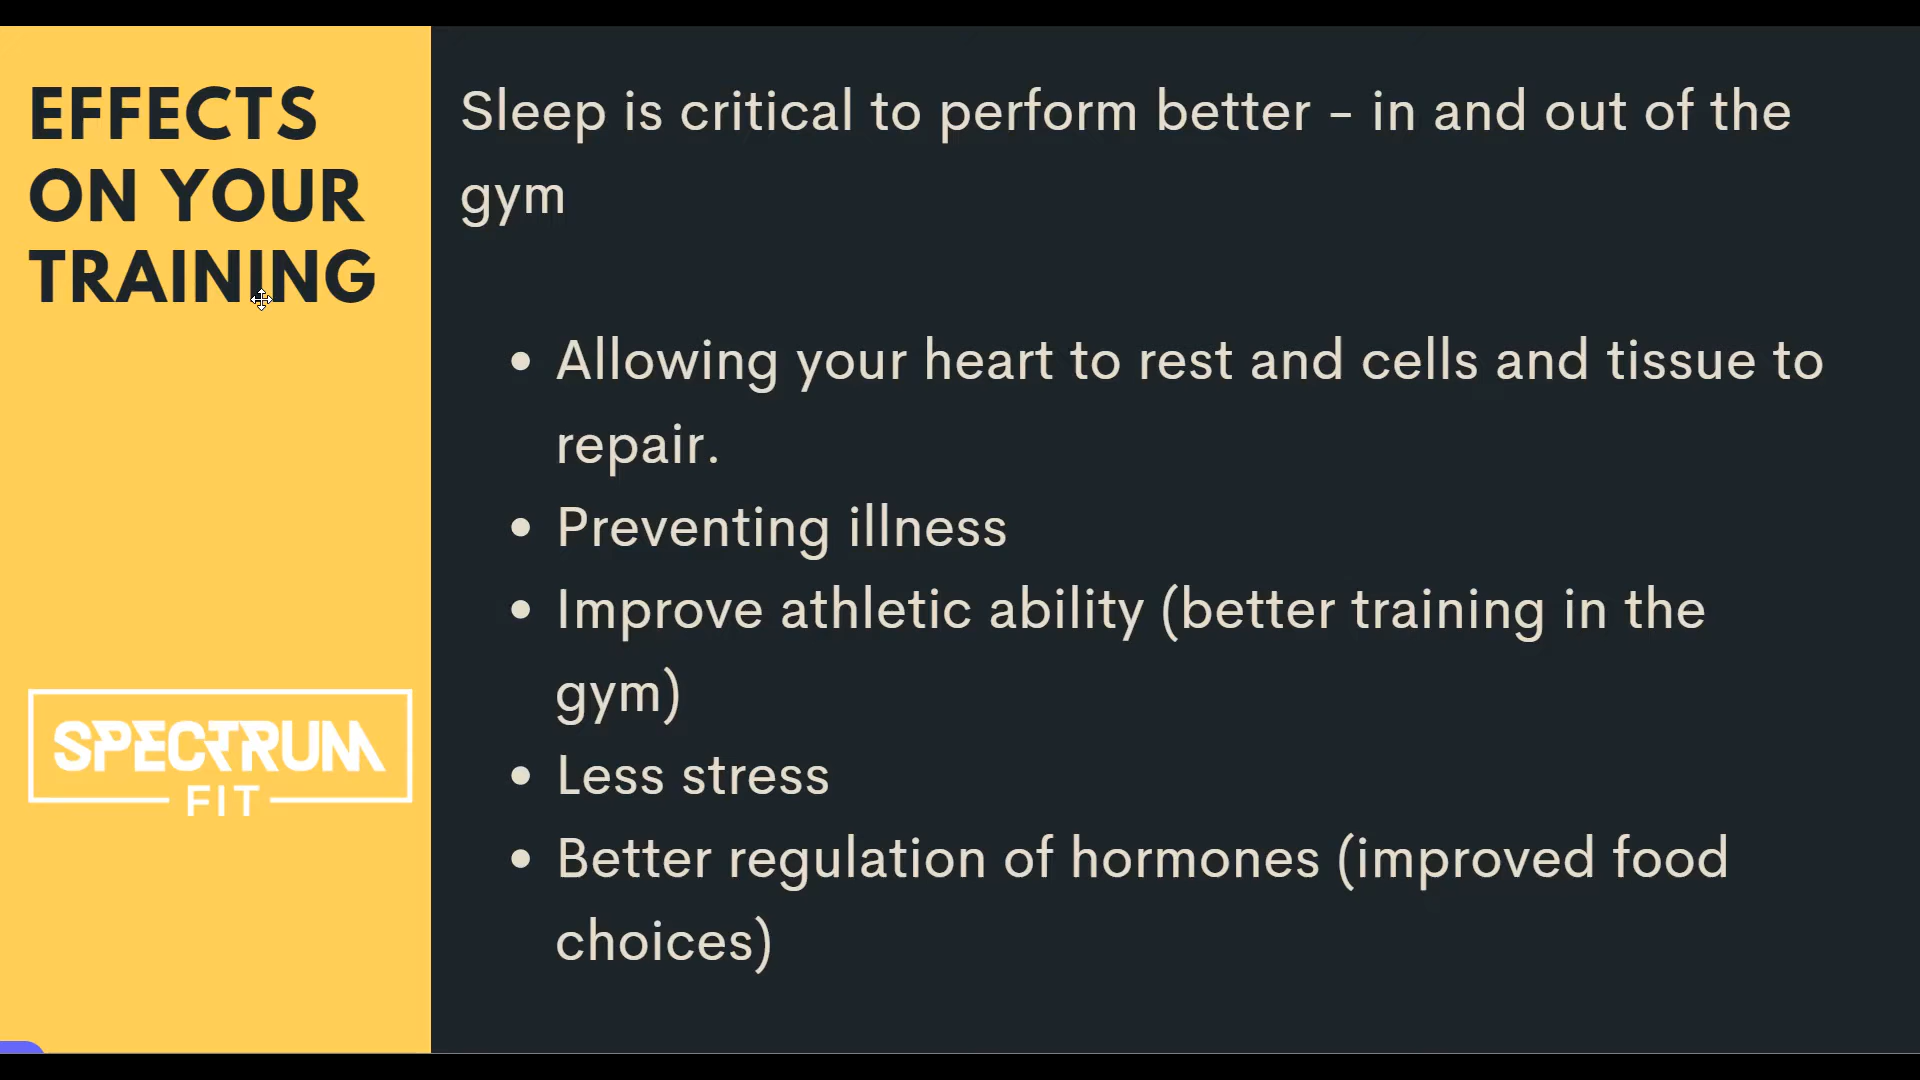 EFFECTS
ON YOUR
TRAINING
SPECTRUM
FIT
Sleep is critical to perform better - in and out of the
gym
• Allowing your heart to rest and cells and tissue to
repair.
• Preventing illness
• Improve athletic ability (better training in the
gym)
• Less stress
• Better regulation of hormones (improved food
choices)